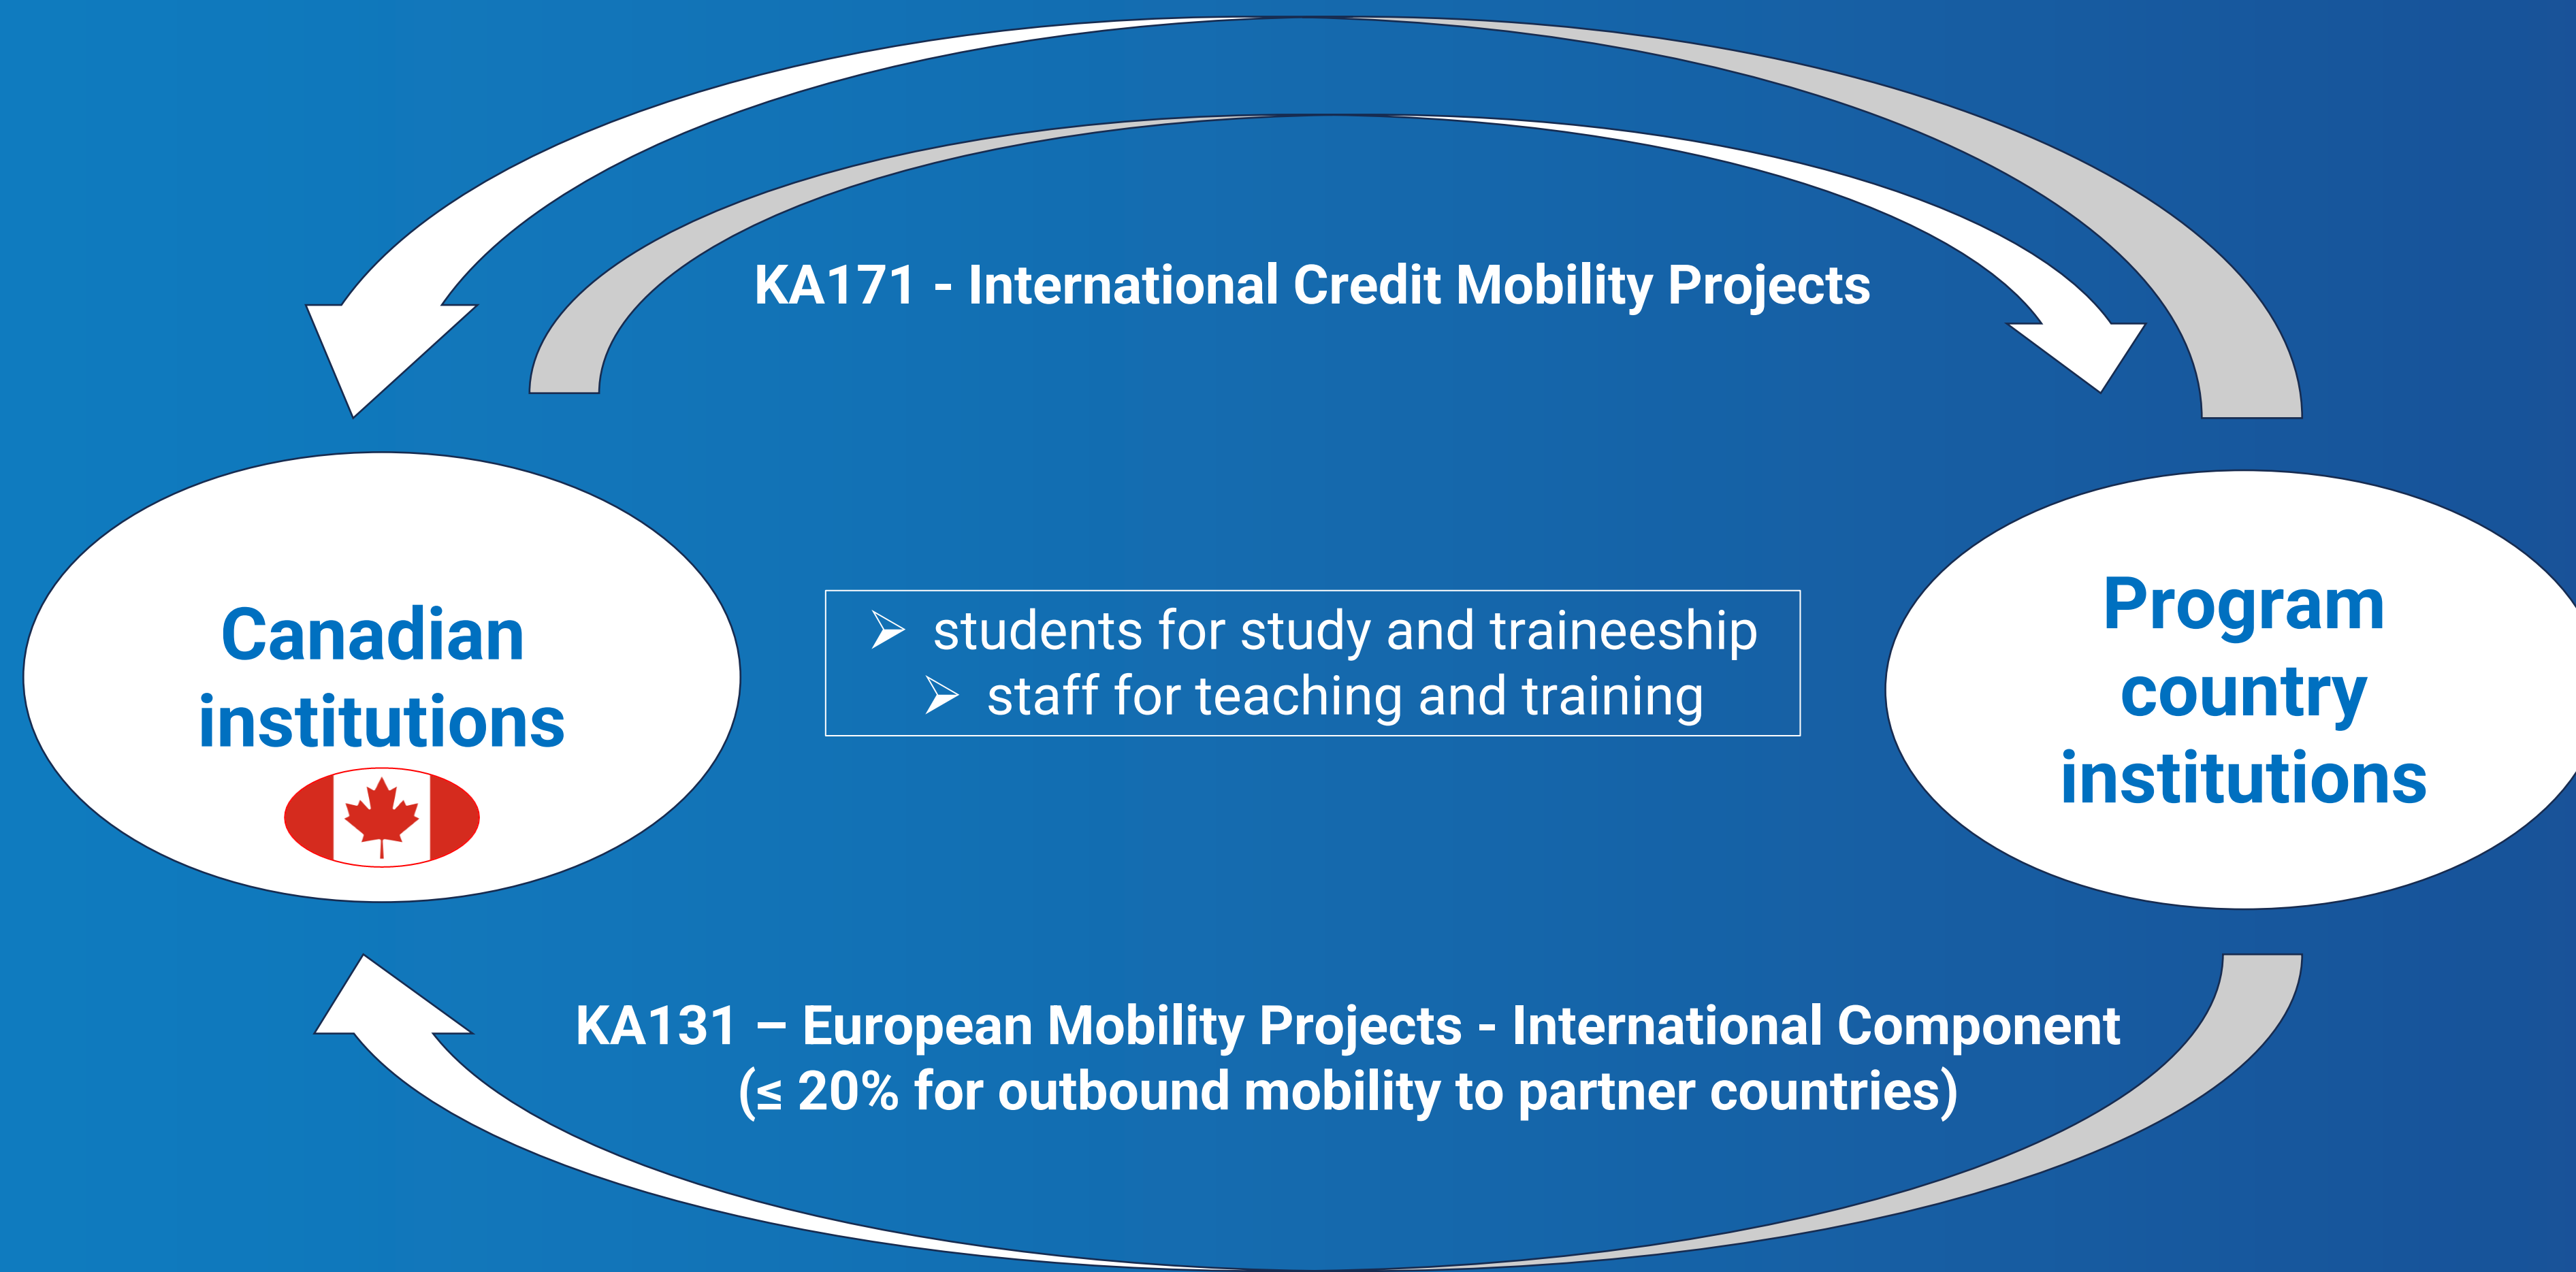 KA171 - International Credit Mobility Projects
Canadian
institutions
➢ students for study and traineeship
➢ staff for teaching and training
Program
country
institutions
KA131 – European Mobility Projects - International Component
(≤ 20% for outbound mobility to partner countries)